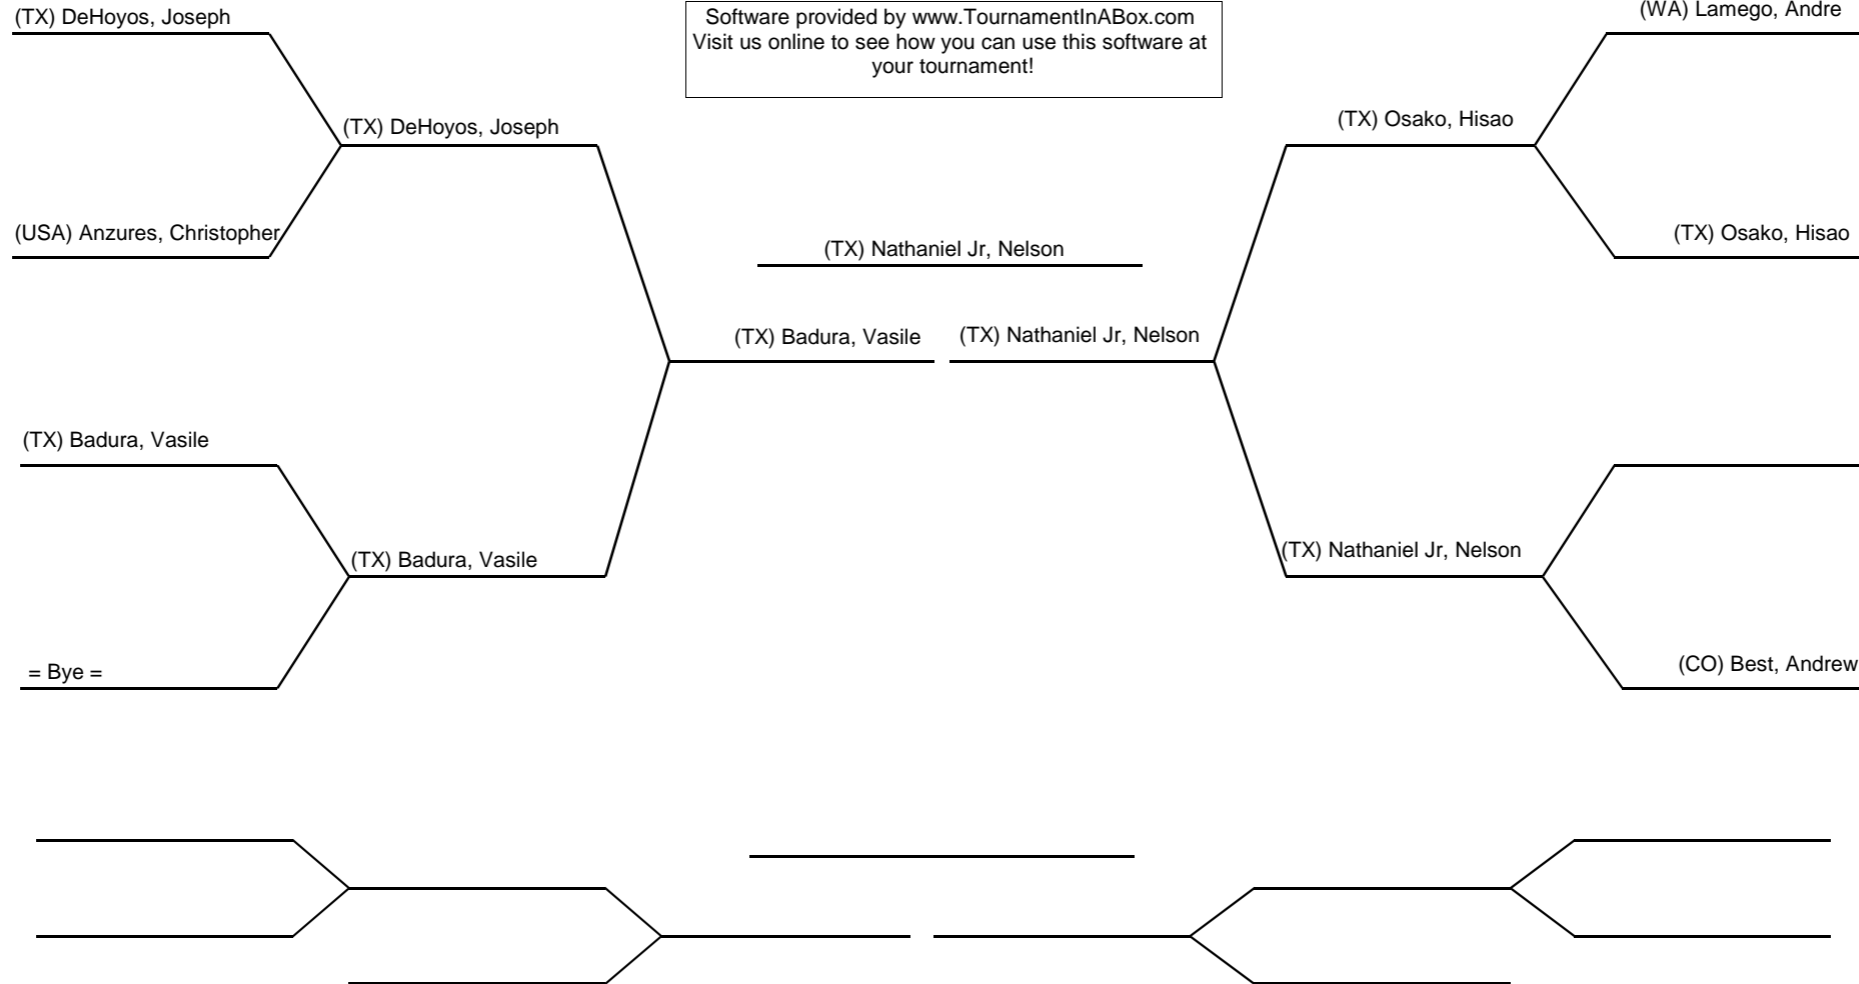 (TX) DeHoyos, Joseph
Software provided by www.TournamentInABox.com
Visit us online to see how you can use this software at
your tournament!
(WA) Lamego, Andre
(TX) DeHoyos, Joseph
(TX) Osako, Hisao
(USA) Anzures, Christopher
(TX) Osako, Hisao
(TX) Nathaniel Jr, Nelson
(TX) Badura, Vasile
(TX) Nathaniel Jr, Nelson
(TX) Badura, Vasile
(TX) Badura, Vasile
(TX) Nathaniel Jr, Nelson
= Bye =
(CO) Best, Andrew